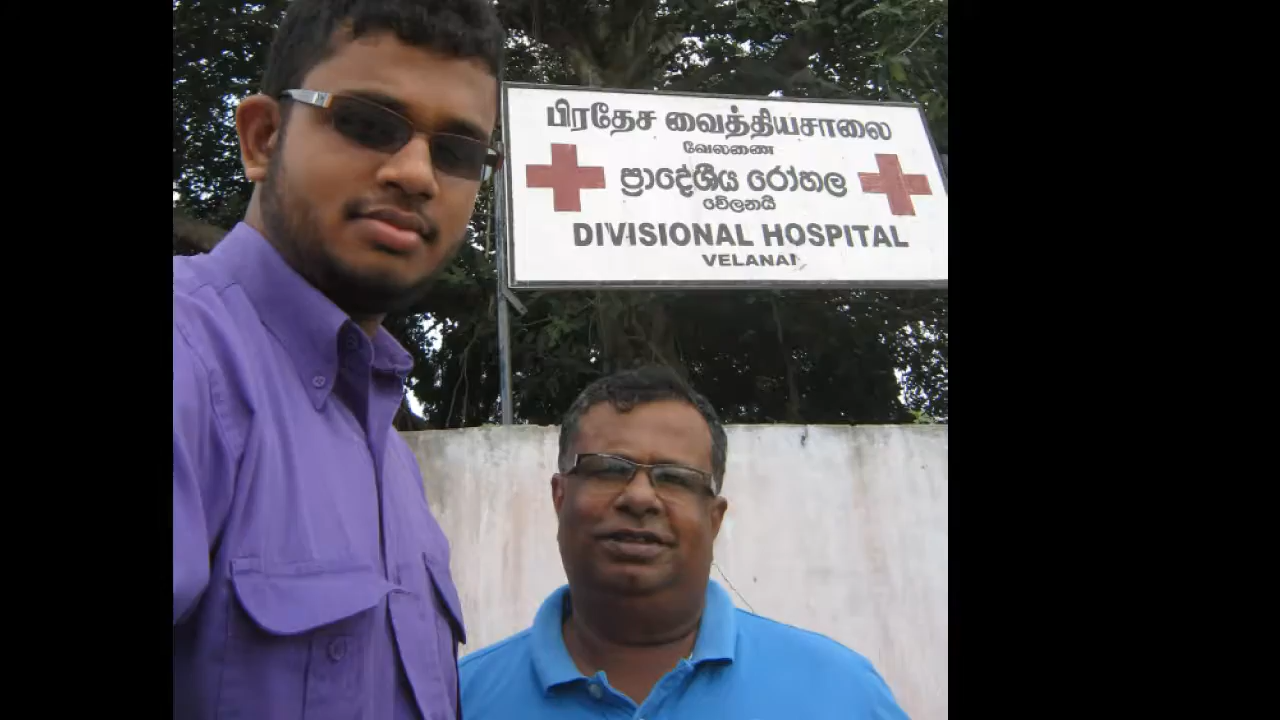 பிரதேச வைத்தியசாலை
வேலணை
ප්‍රාදේශීය රෝහල
වේලනයි
DIVISIONAL HOSPITAL
VELANAI